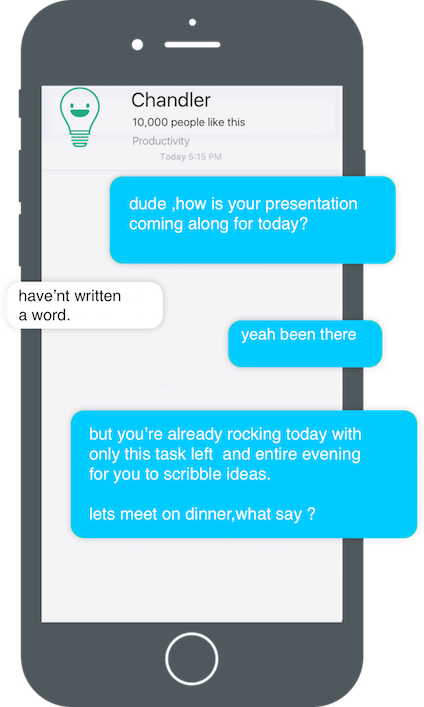 Chandler
10,000 people like this
Productivity
Today 5:15 PM
dude ,how is your presentation
coming along for today?
have'nt written
a word.
yeah been there
but you're already rocking today with
only this task left  and entire evening
for you to scribble ideas.
lets meet on dinner,what say ?